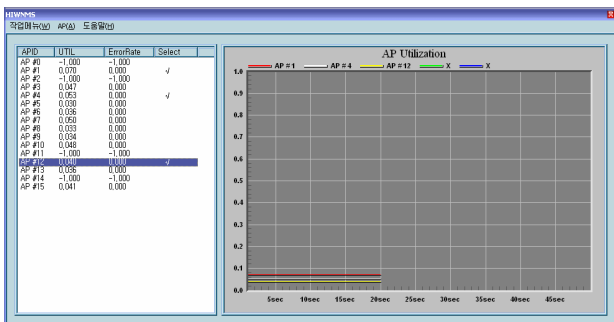 HIWNMS
작업메뉴(W) AP(A) 도움말(H)
APID UTIL ErrorRate Select
AP #0 -1,000 -1,000
AP #1 0,070 0,000 √
AP #2 -1,000 -1,000
AP #3 0,047 0,000
AP #4 0,053 0,000 √
AP #5 0,030 0,000
AP #6 0,036 0,000
AP #7 0,050 0,000
AP #8 0,033 0,000
AP #9 0,034 0,000
AP #10 0,048 0,000
AP #11 -1,000 -1,000
AP #12 0,040 0,000 √
AP #13 0,036 0,000
AP #14 -1,000 -1,000
AP #15 0,041 0,000
AP Utilization
AP #1 AP #4 AP #12 X X
1.0
0.9
0.8
0.7
0.6
0.5
0.4
0.3
0.2
0.1
0.0
5sec 10sec 15sec 20sec 25sec 30sec 35sec 40sec 45sec